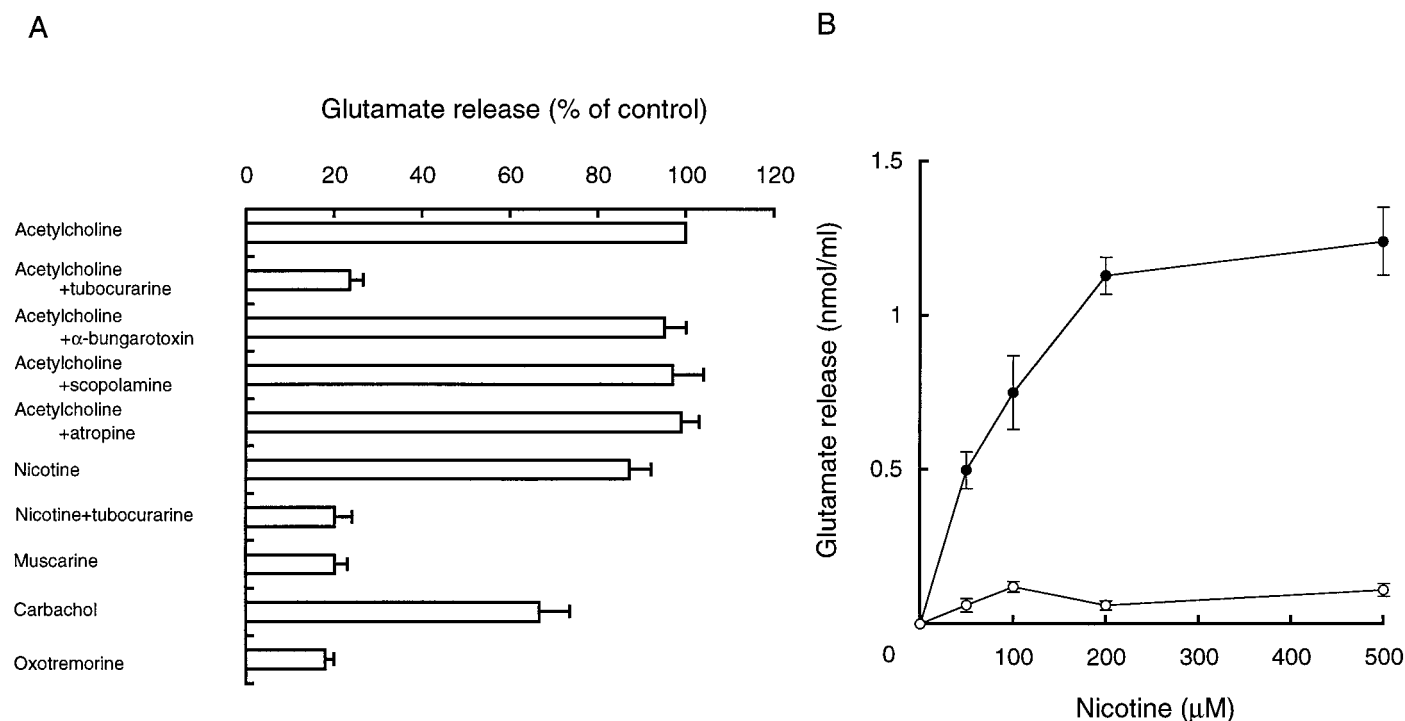 A
Glutamate release (% of control)
0 20 40 60 80 100 120
Acetylcholine
Acetylcholine
+tubocurarine
Acetylcholine
+α-bungarotoxin
Acetylcholine
+scopolamine
Acetylcholine
+atropine
Nicotine
Nicotine+tubocurarine
Muscarine
Carbachol
Oxotremorine
B
Glutamate release (nmol/ml)
1.5
1
0.5
0 100 200 300 400 500
Nicotine (μM)